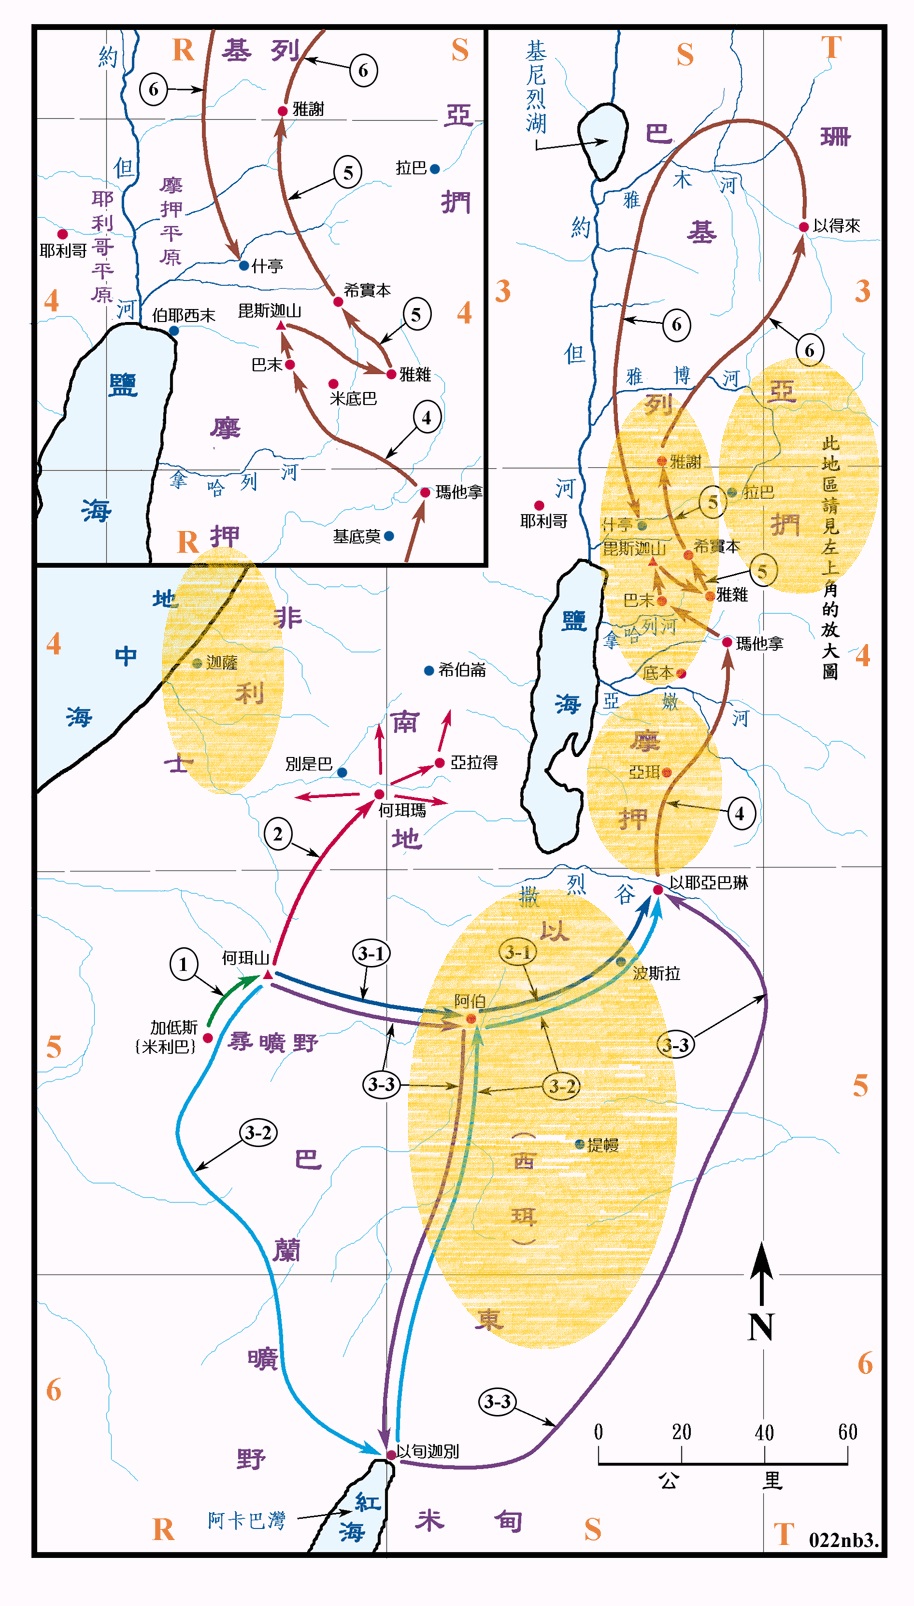 R
基列
S
約
6
6
雅謝
亞
捫
5
拉巴
但
摩押平原
耶利哥平原
耶利哥
什亭
4
河
伯耶西末
毘斯迦山
希實本
5
4
巴末
雅雜
米底巴
鹽
海
摩
押
4
拿哈列河
瑪他拿
R
基底莫
基尼烈湖
S
T
巴
珊
雅木河
約
基
以得來
3
3
6
6
但
雅博河
列
亞
捫
雅謝
此地區請見左上角的放大圖
5
拉巴
河
耶利哥
什亭
毘斯迦山
希實本
5
巴末
雅雜
拿哈列河
瑪他拿
4
鹽
海
底本
亞嫩河
摩
押
亞珥
4
地
中
海
4
非
利
士
迦薩
希伯崙
南
地
別是巴
亞拉得
何珥瑪
2
撒烈谷
以耶亞巴琳
以
東
(西珥)
何珥山
1
3-1
3-1
波斯拉
阿伯
加低斯
{米利巴}
尋曠野
3-3
3-3
3-2
5
5
3-2
提幔
巴
蘭
曠
野
N
6
6
3-3
0 20 40 60
公里
以旬迦別
紅
海
阿卡巴灣
米甸
R
S
T
022nb3.